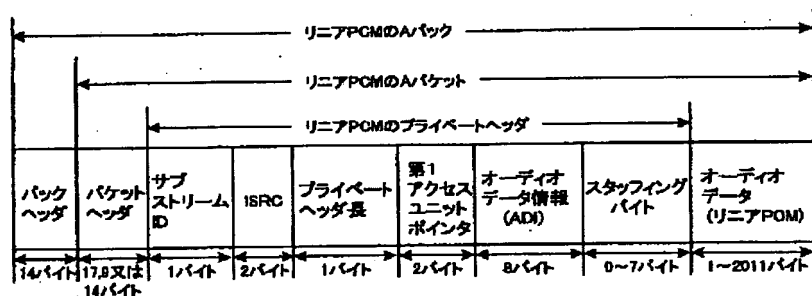 リニアPCMのAパック
リニアPCMのAパケット
リニアPCMのプライベートヘッダ
パック
ヘッダ
パケット
ヘッダ
サブ
ストリーム
ID
ISRC
プライベート
ヘッダ長
第1
アクセス
ユニット
ポインタ
オーディオ
データ情報
(ADI)
スタッフィング
バイト
オーディオ
データ
(リニアPCM)
14バイト
17,9又は
14バイト
1バイト
2バイト
1バイト
2バイト
8バイト
0〜7バイト
1〜2011バイト